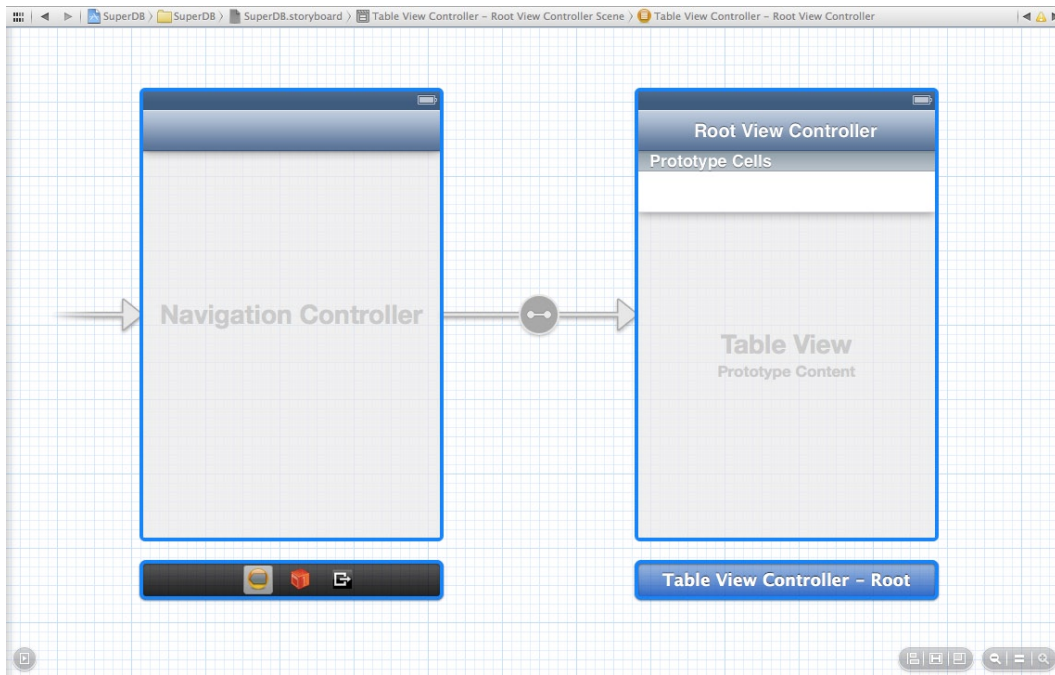 SuperDB SuperDB SuperDB.storyboard Table View Controller – Root View Controller Scene Table View Controller – Root View Controller
Root View Controller
Prototype Cells
Navigation Controller
Table View
Prototype Content
Table View Controller – Root